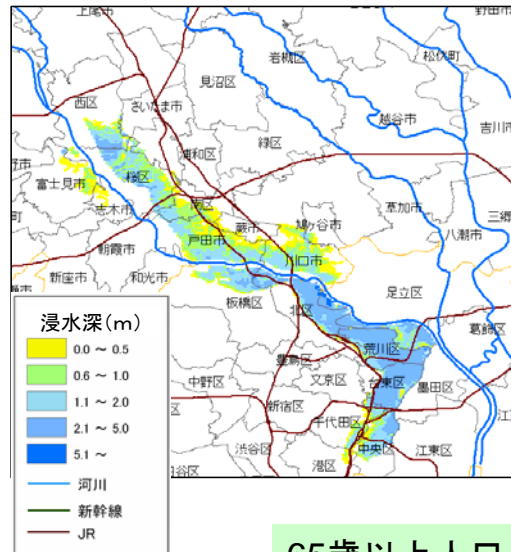 上尾市
野田市
岩槻区
松伏町
見沼区
西区
さいたま市
越谷市
吉川市
緑区
浦和区
桜区
富士見市
南区
草加市
三郷
志木市
蕨市
鳩ヶ谷市
八潮市
戸田市
朝霞市
川口市
新座市
和光市
足立区
板橋区
北区
葛飾区
荒川区
豊島区
中野区
文京区
台東区
墨田区
新宿区
千代田区
渋谷区
中央区
江東区
港区
浸水深(m)
0.0 ～ 0.5
0.6 ～ 1.0
1.1 ～ 2.0
2.1 ～ 5.0
5.1 ～
河川
新幹線
JR